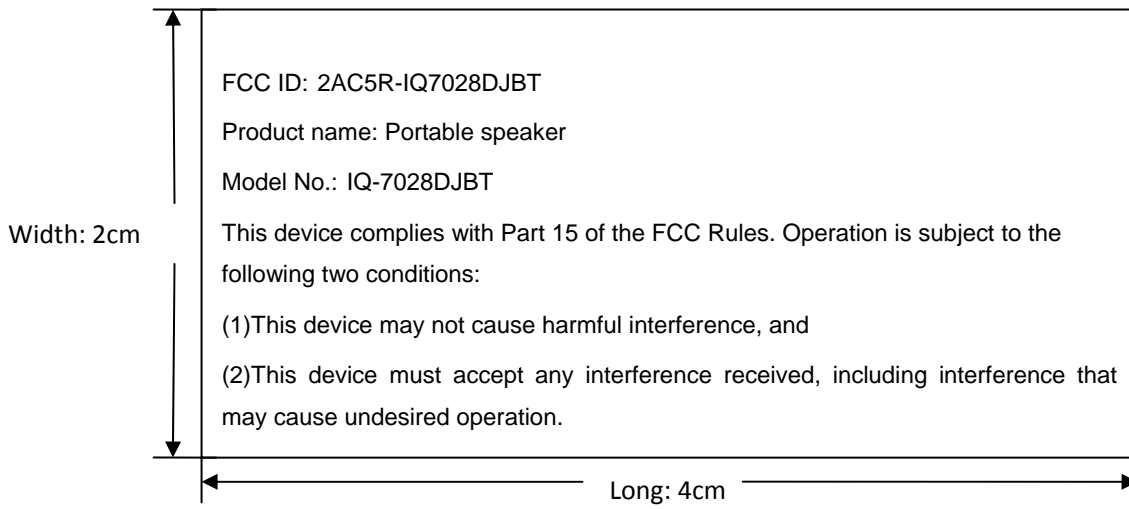 FCC ID: 2AC5R-IQ7028DJBT
Product name: Portable speaker
Model No.: IQ-7028DJBT
Width: 2cm
This device complies with Part 15 of the FCC Rules. Operation is subject to the
following two conditions:
(1)This device may not cause harmful interference, and
(2)This device must accept any interference received, including interference that
may cause undesired operation.
Long: 4cm